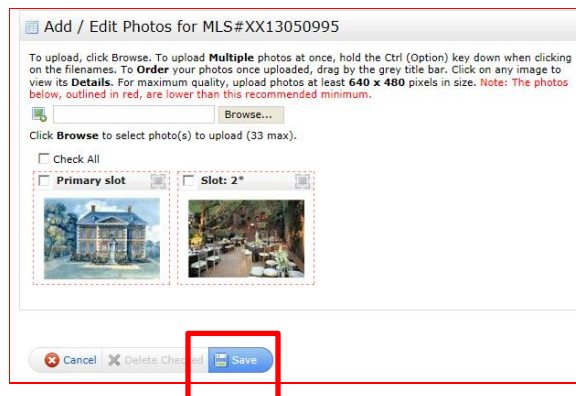 Add / Edit Photos for MLS#XX13050995
To upload, click Browse. To upload Multiple photos at once, hold the Ctrl (Option) key down when clicking
on the filenames. To Order your photos once uploaded, drag by the grey title bar. Click on any image to
view its Details. For maximum quality, upload photos at least 640 x 480 pixels in size. Note: The photos
below, outlined in red, are lower than this recommended minimum.
Browse...
Click Browse to select photo(s) to upload (33 max).
Check All
Primary slot Slot: 2*
Cancel Delete Checked Save